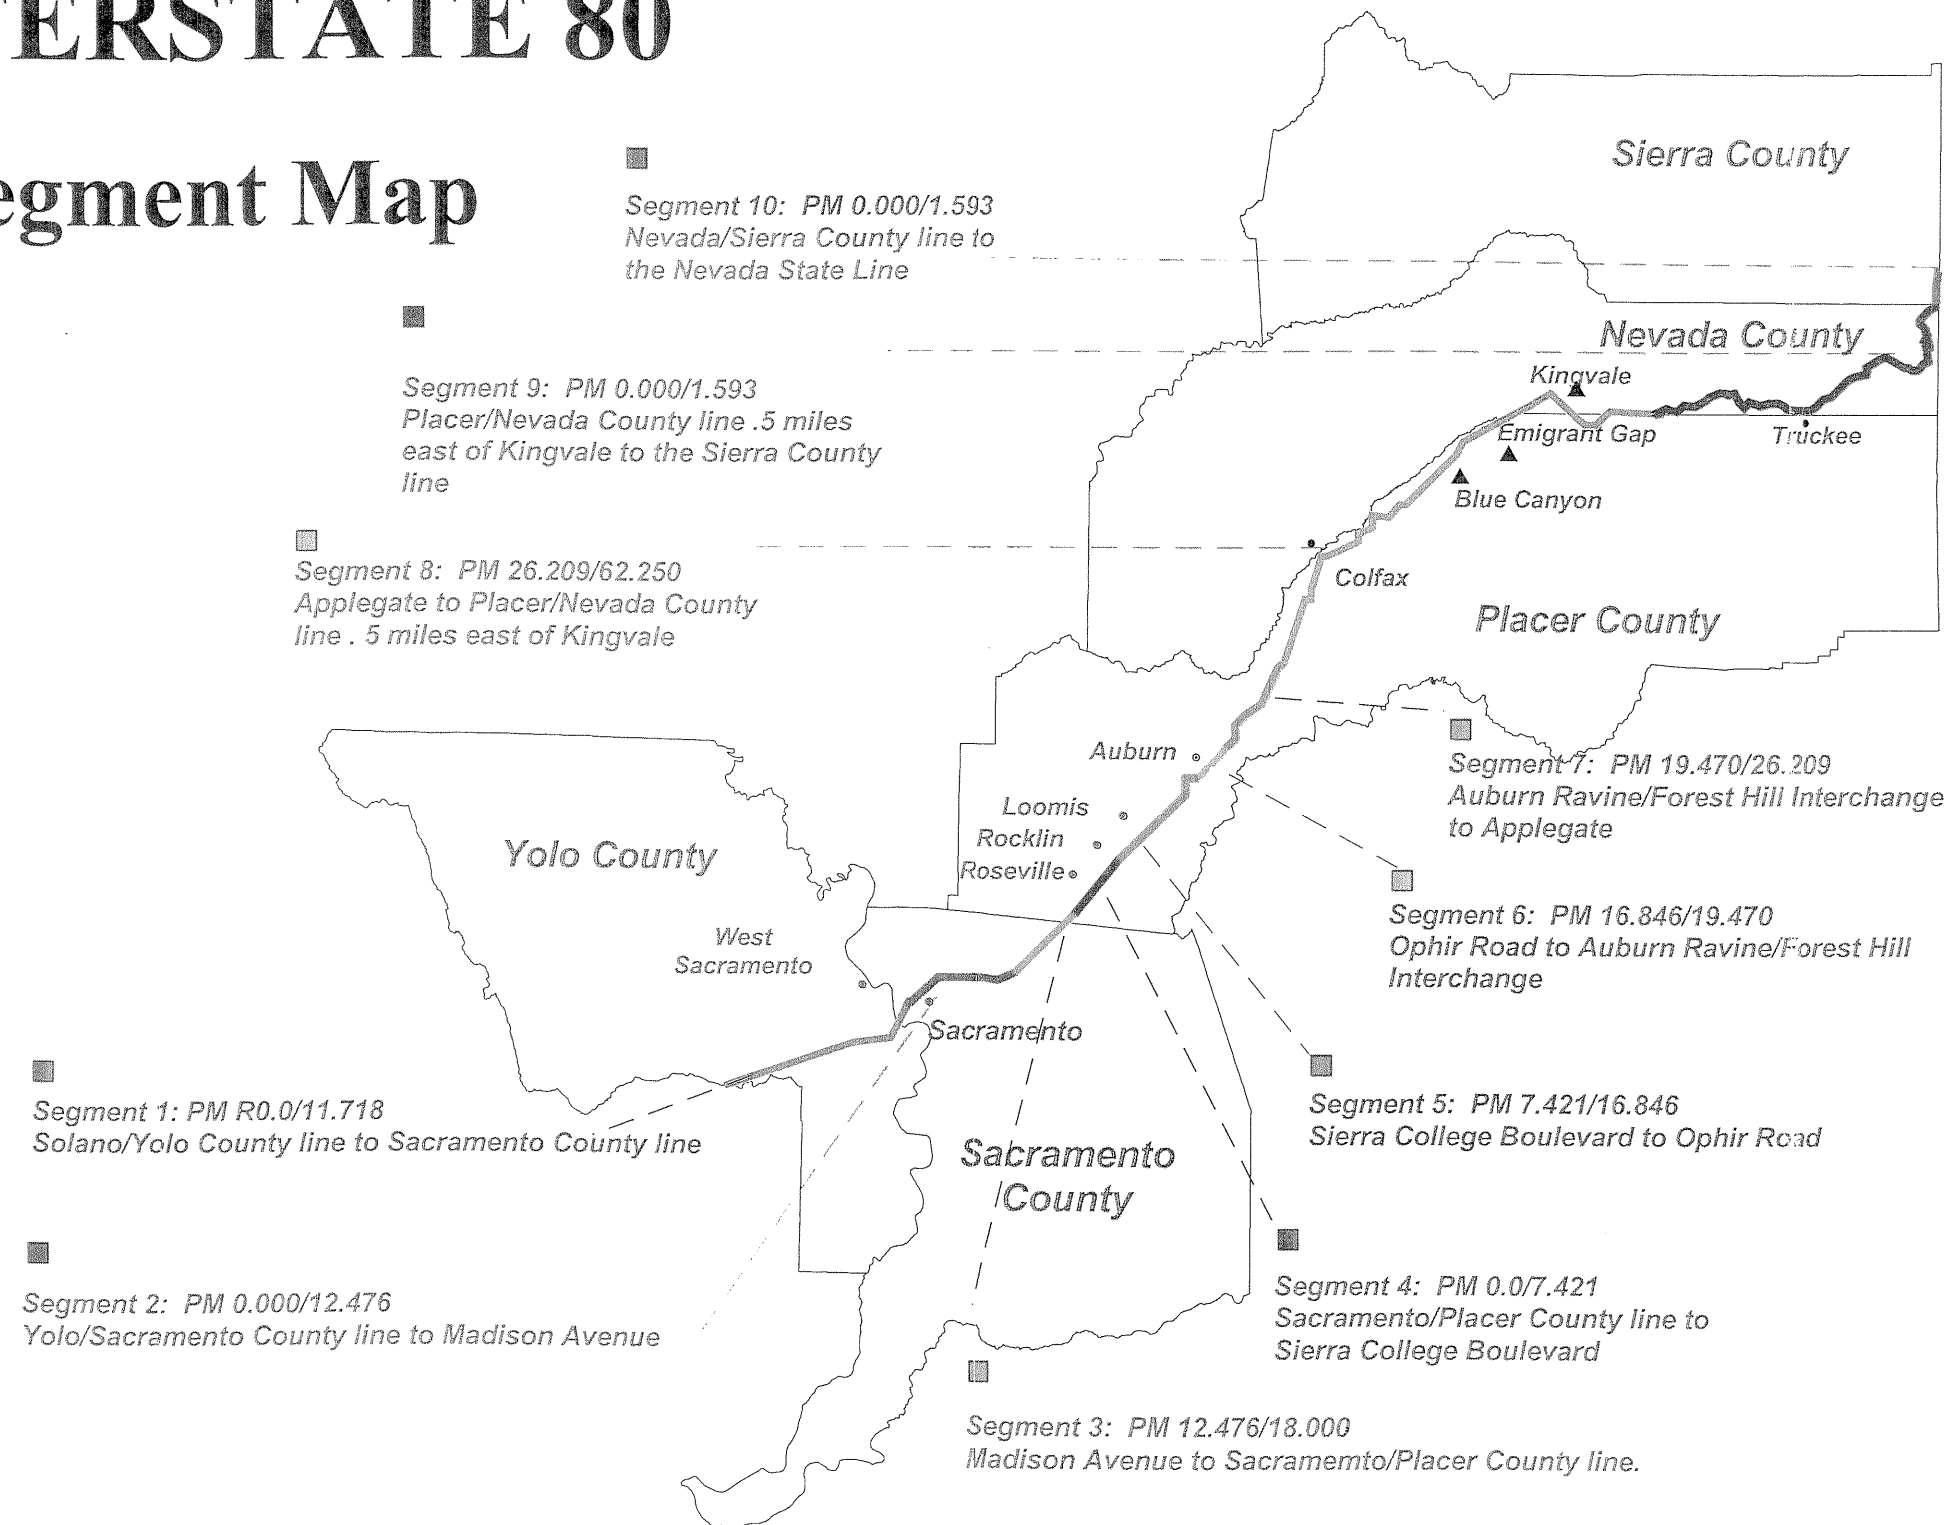 TERSTATE 80
egment Map
Segment 10: PM 0.000/1.593
Nevada/Sierra County line to
the Nevada State Line
Segment 9: PM 0.000/1.593
Placer/Nevada County line .5 miles
east of Kingvale to the Sierra County
line
Segment 8: PM 26.209/62.250
Applegate to Placer/Nevada County
line . 5 miles east of Kingvale
Sierra County
Nevada County
Kingvale
Emigrant Gap
Truckee
Blue Canyon
Colfax
Placer County
Auburn
Loomis
Rocklin
Roseville
Yolo County
West
Sacramento
Sacramento
Sacramento
County
Segment 7: PM 19.470/26.209
Auburn Ravine/Forest Hill Interchange
to Applegate
Segment 6: PM 16.846/19.470
Ophir Road to Auburn Ravine/Forest Hill
Interchange
Segment 5: PM 7.421/16.846
Sierra College Boulevard to Ophir Road
Segment 4: PM 0.0/7.421
Sacramento/Placer County line to
Sierra College Boulevard
Segment 1: PM R0.0/11.718
Solano/Yolo County line to Sacramento County line
Segment 2: PM 0.000/12.476
Yolo/Sacramento County line to Madison Avenue
Segment 3: PM 12.476/18.000
Madison Avenue to Sacramemto/Placer County line.